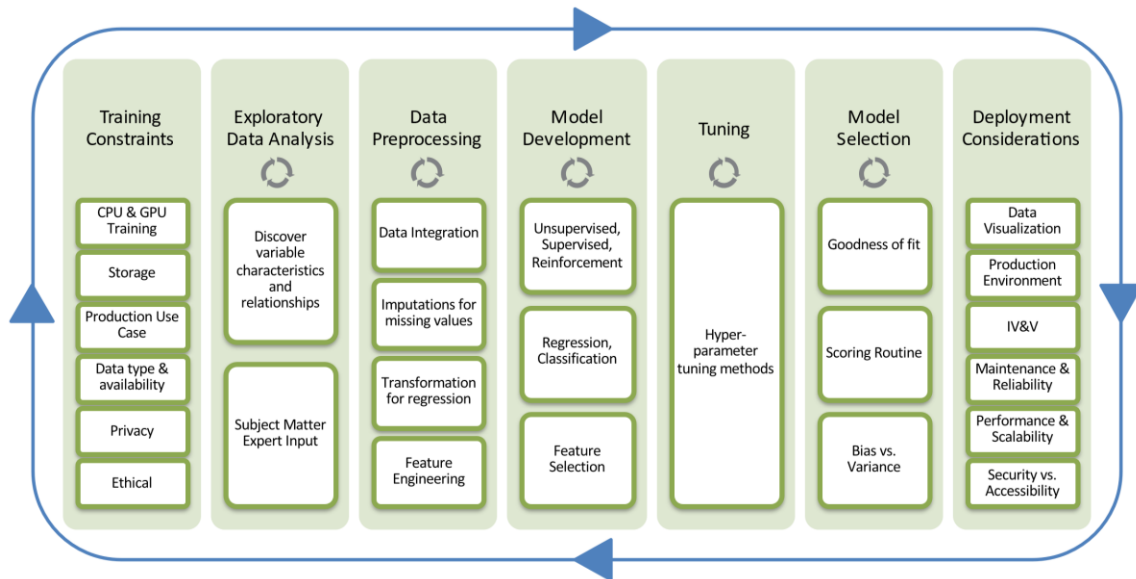 Training
Constraints
CPU & GPU
Training
Storage
Production Use
Case
Data type &
availability
Privacy
Ethical
Exploratory
Data Analysis
Discover
variable
characteristics
and
relationships
Subject Matter
Expert Input
Data
Preprocessing
Data Integration
Imputations for
missing values
Transformation
for regression
Feature
Engineering
Model
Development
Unsupervised,
Supervised,
Reinforcement
Regression,
Classification
Feature
Selection
Tuning
Hyper-
parameter
tuning methods
Model
Selection
Goodness of fit
Scoring Routine
Bias vs.
Variance
Deployment
Considerations
Data
Visualization
Production
Environment
IV&V
Maintenance &
Reliability
Performance &
Scalability
Security vs.
Accessibility